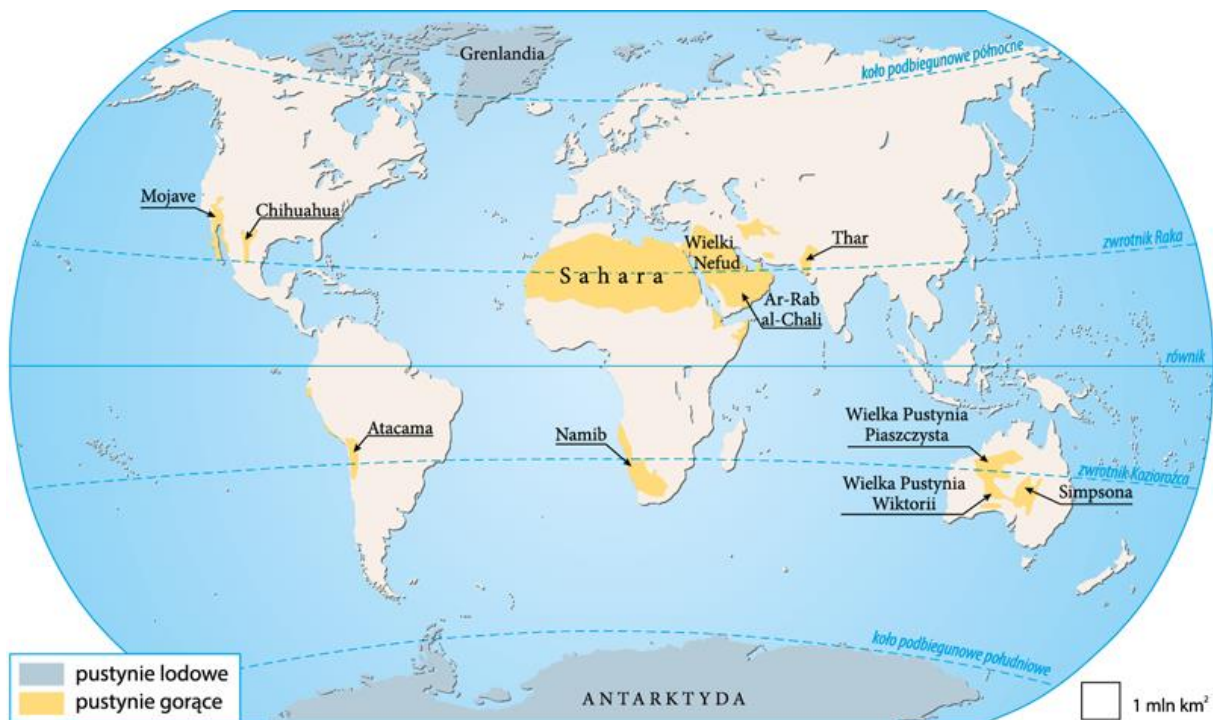 Grenlandia
koło podbiegunowe północne
Mojave
Chihuahua
zwrotnik Raka
Wielki
Nefud
Thar
Sahara
Ar-Rab
al-Chali
równik
Wielka Pustynia
Piaszczysta
Atacama
Namib
zwrotnik Koziorożca
Wielka Pustynia
Wiktorii
Simpsona
koło podbiegunowe południowe
pustynie lodowe
pustynie gorące
ANTARKTYDA
1 mln km²